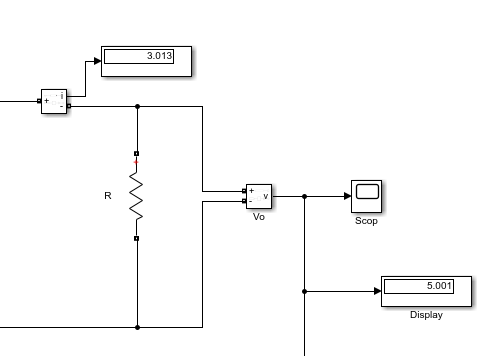 3.013
+
i
-
+
R
+
-
v
Vo
Scop
5.001
Display